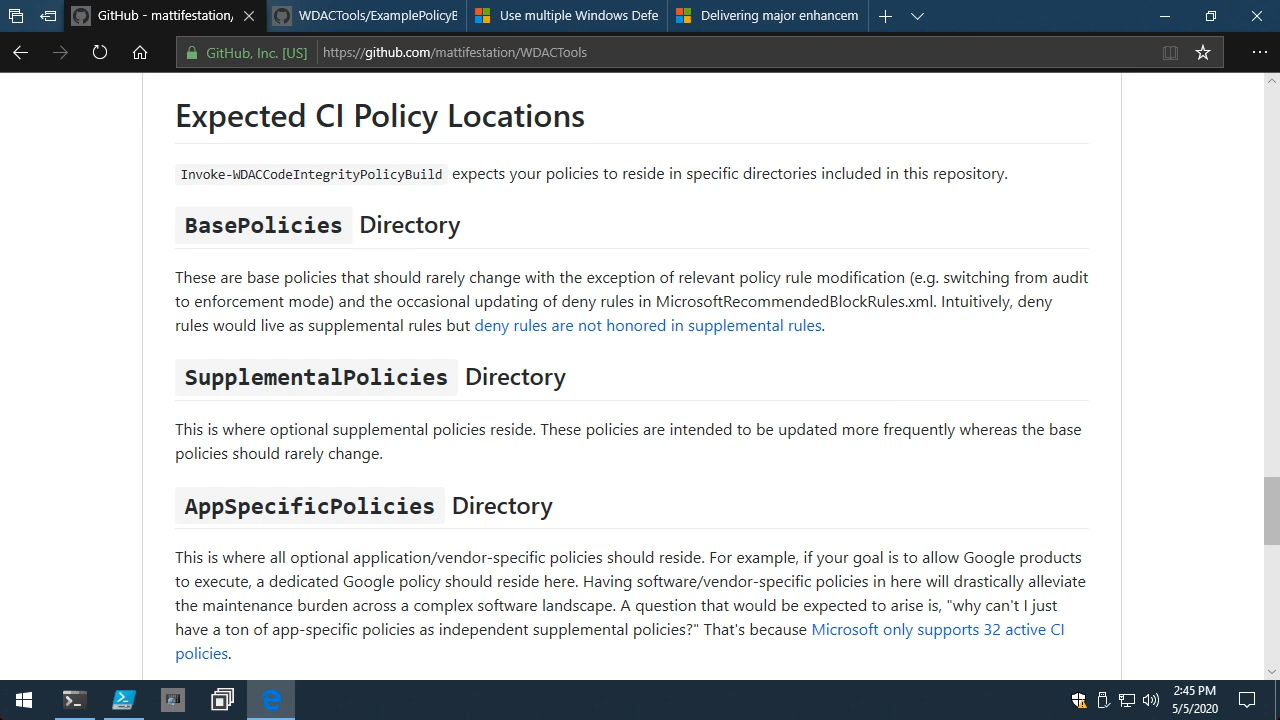 GitHub - mattifestation/
WDACTools/ExamplePolicyB
Use multiple Windows Defe
Delivering major enhancem
GitHub, Inc. [US]
https://github.com/mattifestation/WDACTools
Expected CI Policy Locations
Invoke-WDACCodeIntegrityPolicyBuild expects your policies to reside in specific directories included in this repository.
BasePolicies Directory
These are base policies that should rarely change with the exception of relevant policy rule modification (e.g. switching from audit
to enforcement mode) and the occasional updating of deny rules in MicrosoftRecommendedBlockRules.xml. Intuitively, deny
rules would live as supplemental rules but deny rules are not honored in supplemental rules.
SupplementalPolicies Directory
This is where optional supplemental policies reside. These policies are intended to be updated more frequently whereas the base
policies should rarely change.
AppSpecificPolicies Directory
This is where all optional application/vendor-specific policies should reside. For example, if your goal is to allow Google products
to execute, a dedicated Google policy should reside here. Having software/vendor-specific policies in here will drastically alleviate
the maintenance burden across a complex software landscape. A question that would be expected to arise is, "why can't I just
have a ton of app-specific policies as independent supplemental policies?" That's because Microsoft only supports 32 active CI
policies.
2:45 PM
5/5/2020